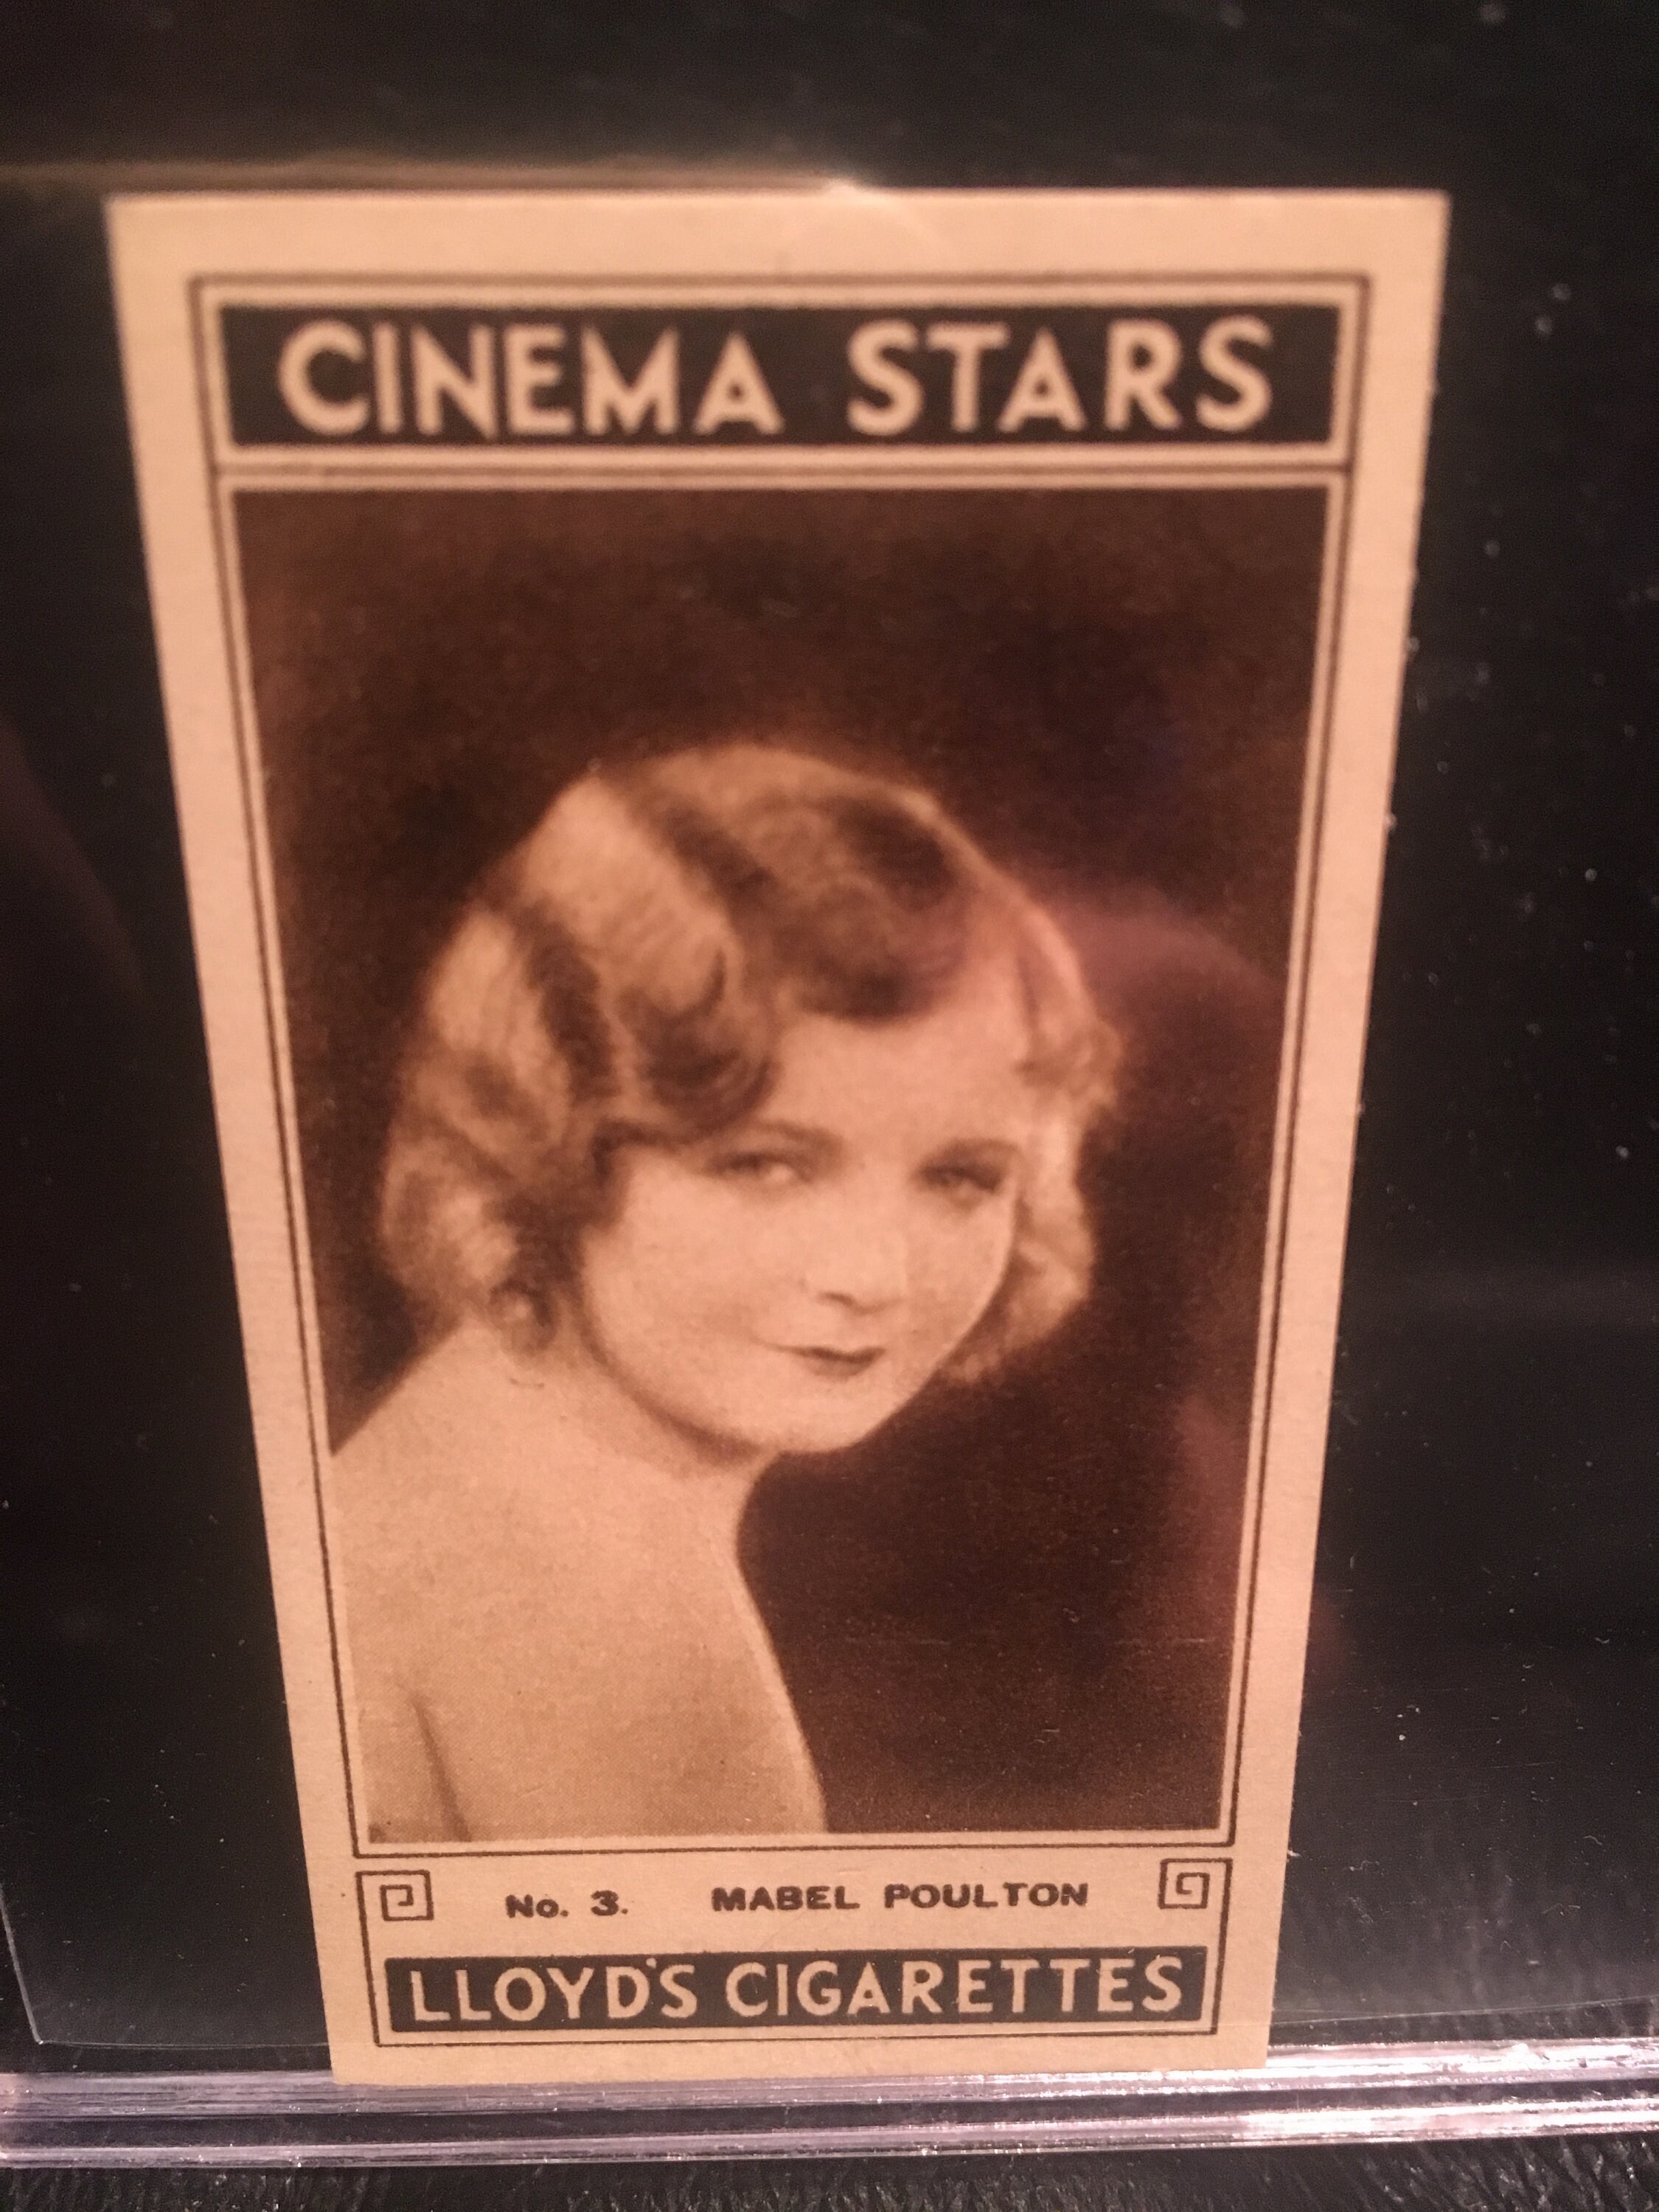 CINEMA STARS
No. 3. MABEL POULTON
LLOYD'S CIGARETTES